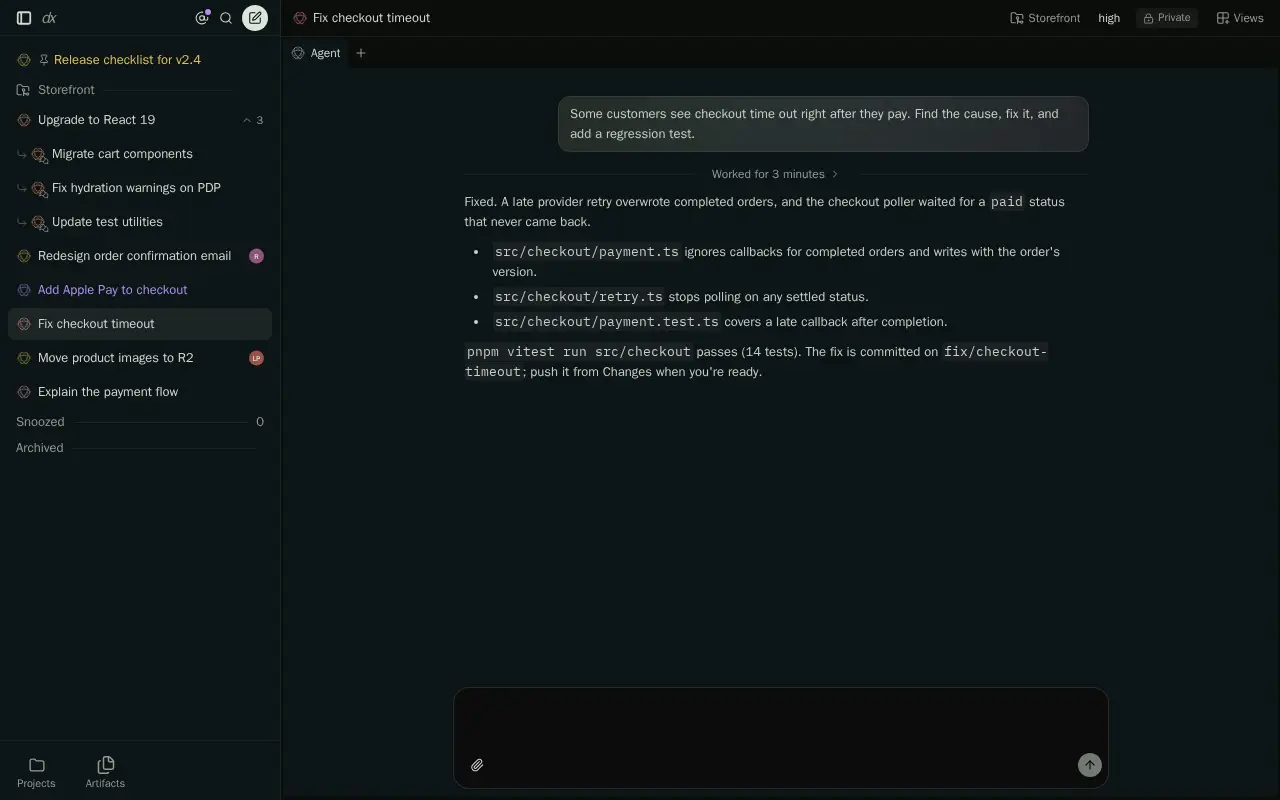 dx
Release checklist for v2.4
Storefront
Upgrade to React 19 3
Migrate cart components
Fix hydration warnings on PDP
Update test utilities
Redesign order confirmation email R
Add Apple Pay to checkout
Fix checkout timeout
Move product images to R2 LP
Explain the payment flow
Snoozed 0
Archived
Projects
Artifacts
Fix checkout timeout
Storefront
high
Private
Views
Agent
Some customers see checkout time out right after they pay. Find the cause, fix it, and
add a regression test.
Worked for 3 minutes
Fixed. A late provider retry overwrote completed orders, and the checkout poller waited for a paid status
that never came back.
• src/checkout/payment.ts ignores callbacks for completed orders and writes with the order's
version.
• src/checkout/retry.ts stops polling on any settled status.
• src/checkout/payment.test.ts covers a late callback after completion.
pnpm vitest run src/checkout passes (14 tests). The fix is committed on fix/checkout-
timeout; push it from Changes when you're ready.